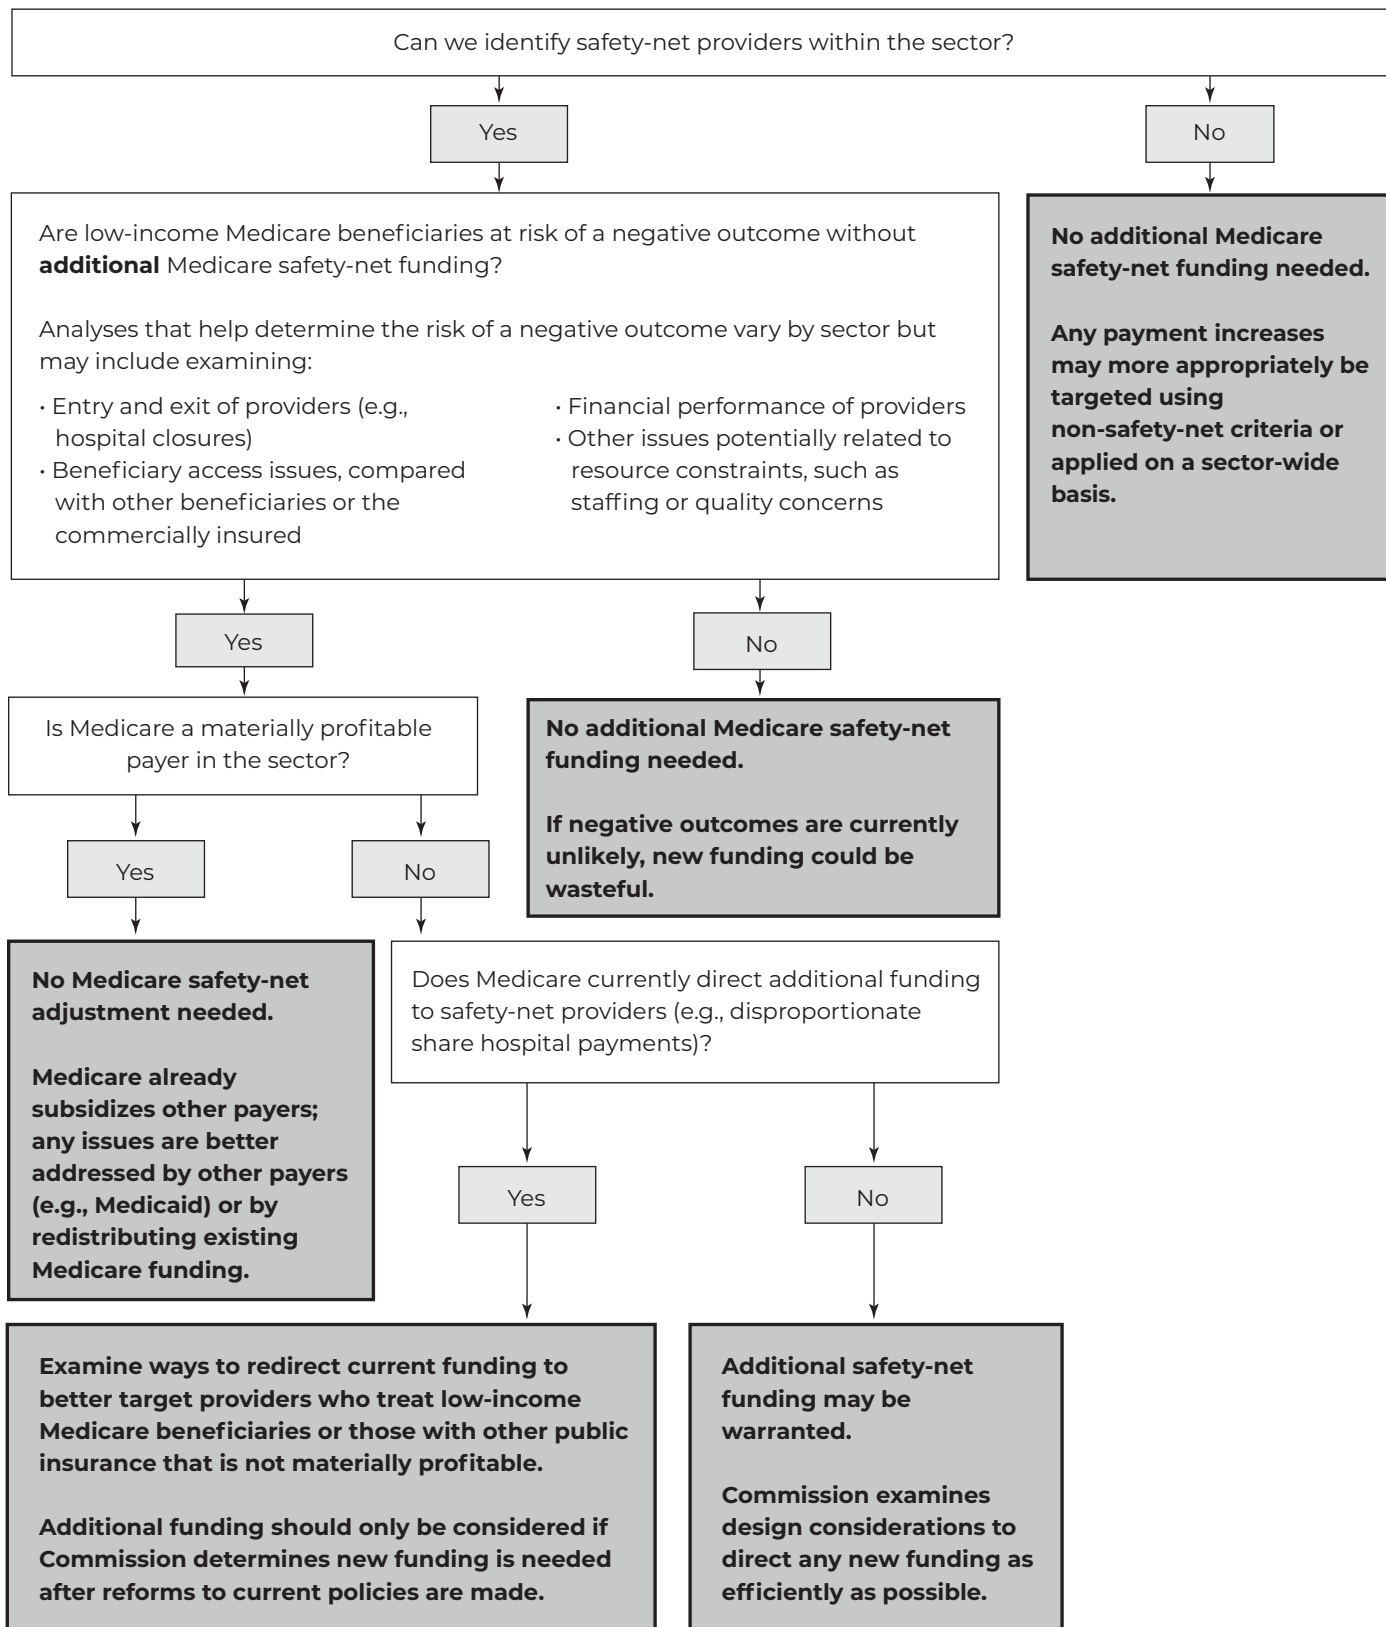 Can we identify safety-net providers within the sector?
Yes
No
Are low-income Medicare beneficiaries at risk of a negative outcome without
additional Medicare safety-net funding?
Analyses that help determine the risk of a negative outcome vary by sector but
may include examining:
· Entry and exit of providers (e.g.,
hospital closures)
· Beneficiary access issues, compared
with other beneficiaries or the
commercially insured
· Financial performance of providers
· Other issues potentially related to
resource constraints, such as
staffing or quality concerns
No additional Medicare
safety-net funding needed.
Any payment increases
may more appropriately be
targeted using
non-safety-net criteria or
applied on a sector-wide
basis.
Yes
No
Is Medicare a materially profitable
payer in the sector?
No additional Medicare safety-net
funding needed.
If negative outcomes are currently
unlikely, new funding could be
wasteful.
Yes
No
No Medicare safety-net
adjustment needed.
Medicare already
subsidizes other payers;
any issues are better
addressed by other payers
(e.g., Medicaid) or by
redistributing existing
Medicare funding.
Does Medicare currently direct additional funding
to safety-net providers (e.g., disproportionate
share hospital payments)?
Yes
No
Examine ways to redirect current funding to
better target providers who treat low-income
Medicare beneficiaries or those with other public
insurance that is not materially profitable.
Additional funding should only be considered if
Commission determines new funding is needed
after reforms to current policies are made.
Additional safety-net
funding may be
warranted.
Commission examines
design considerations to
direct any new funding as
efficiently as possible.